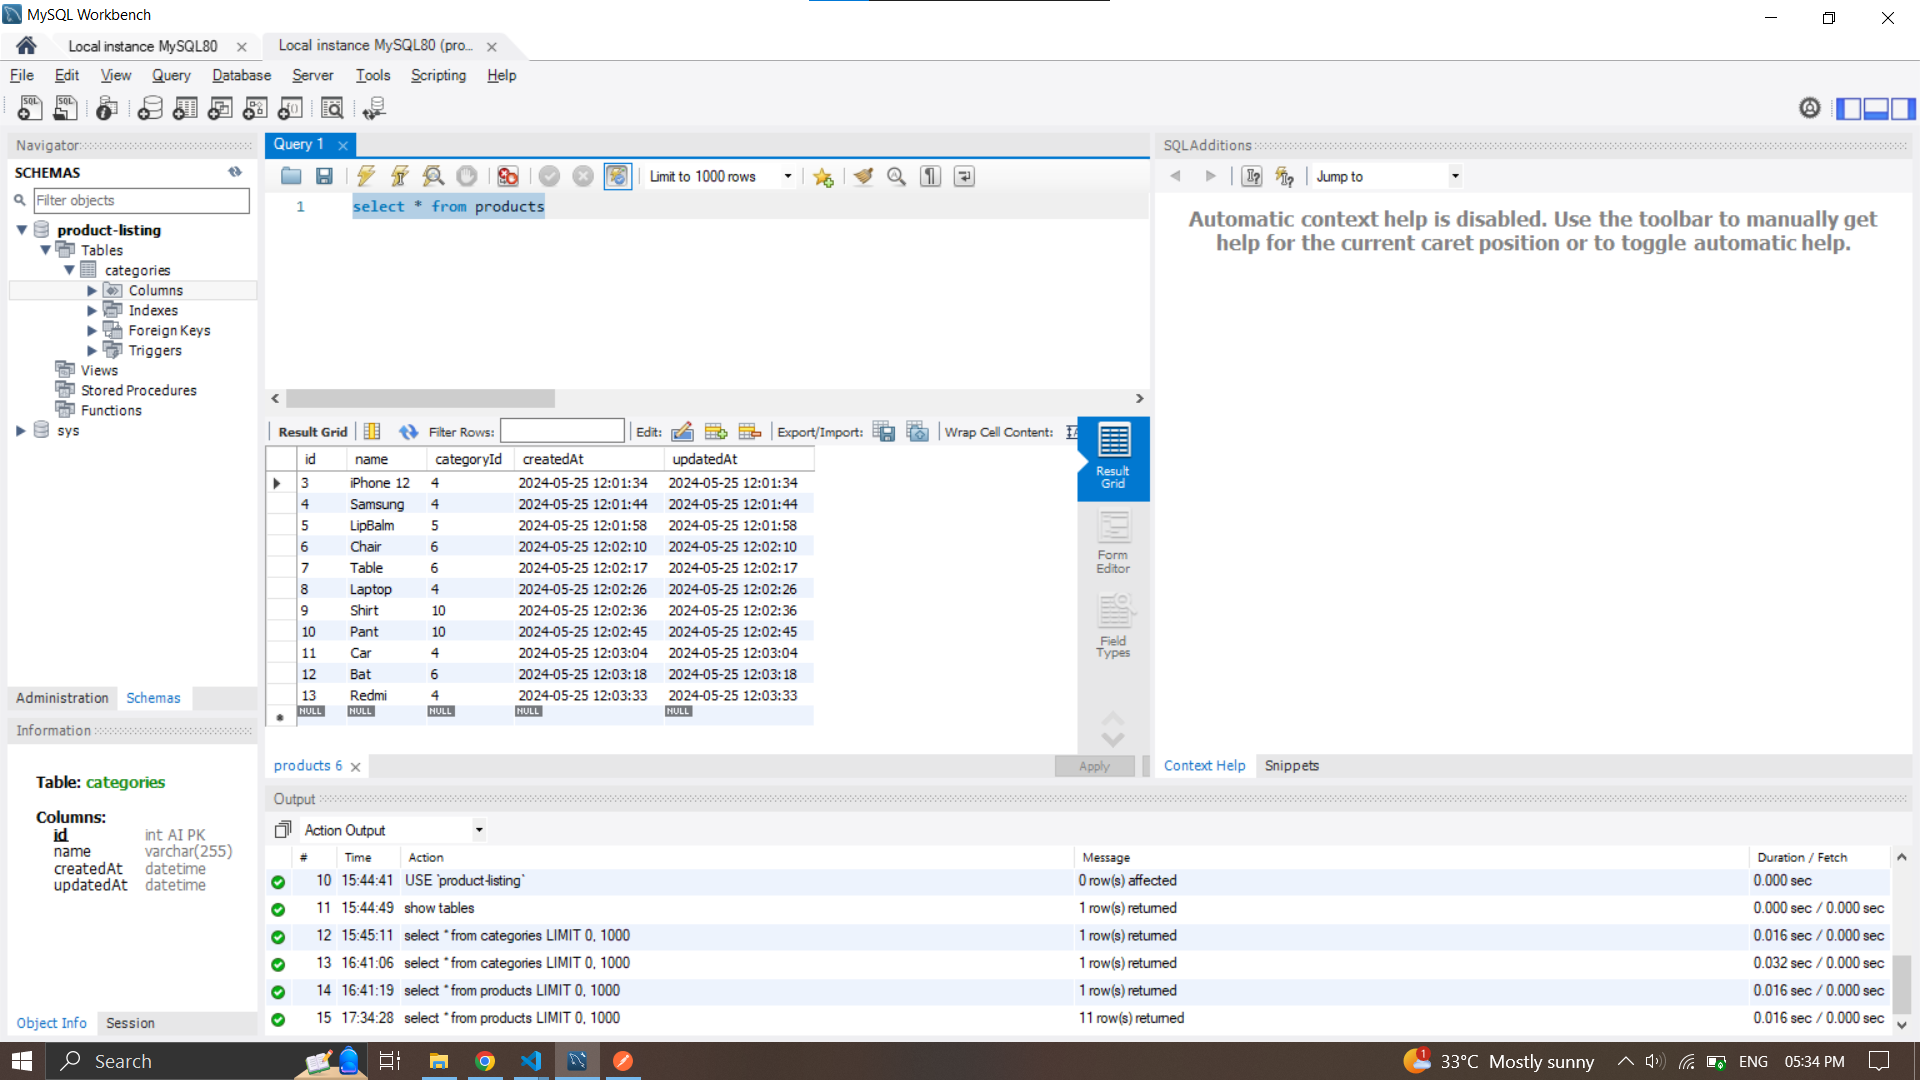 MySQL Workbench
Local instance MySQL80
Local instance MySQL80 (pro...
File Edit View Query Database Server Tools Scripting Help
Navigator
SCHEMAS
Filter objects
product-listing
Tables
categories
Columns
Indexes
Foreign Keys
Triggers
Views
Stored Procedures
Functions
sys
Administration Schemas
Information
Table: categories
Columns:
id int AI PK
name varchar(255)
createdAt datetime
updatedAt datetime
Object Info Session
Query 1
Limit to 1000 rows
1 select * from products
Result Grid Filter Rows: Edit: Export/Import: Wrap Cell Content:
id name categoryId createdAt updatedAt
3 iPhone 12 4 2024-05-25 12:01:34 2024-05-25 12:01:34
4 Samsung 4 2024-05-25 12:01:44 2024-05-25 12:01:44
5 LipBalm 5 2024-05-25 12:01:58 2024-05-25 12:01:58
6 Chair 6 2024-05-25 12:02:10 2024-05-25 12:02:10
7 Table 6 2024-05-25 12:02:17 2024-05-25 12:02:17
8 Laptop 4 2024-05-25 12:02:26 2024-05-25 12:02:26
9 Shirt 10 2024-05-25 12:02:36 2024-05-25 12:02:36
10 Pant 10 2024-05-25 12:02:45 2024-05-25 12:02:45
11 Car 4 2024-05-25 12:03:04 2024-05-25 12:03:04
12 Bat 6 2024-05-25 12:03:18 2024-05-25 12:03:18
13 Redmi 4 2024-05-25 12:03:33 2024-05-25 12:03:33
NULL NULL NULL NULL NULL
Result
Grid
Form
Editor
Field
Types
products 6
Apply
SQLAdditions
Jump to
Automatic context help is disabled. Use the toolbar to manually get
help for the current caret position or to toggle automatic help.
Context Help Snippets
Output
Action Output
# Time Action Message Duration / Fetch
10 15:44:41 USE `product-listing` 0 row(s) affected 0.000 sec
11 15:44:49 show tables 1 row(s) returned 0.000 sec / 0.000 sec
12 15:45:11 select * from categories LIMIT 0, 1000 1 row(s) returned 0.016 sec / 0.000 sec
13 16:41:06 select * from categories LIMIT 0, 1000 1 row(s) returned 0.032 sec / 0.000 sec
14 16:41:19 select * from products LIMIT 0, 1000 1 row(s) returned 0.016 sec / 0.000 sec
15 17:34:28 select * from products LIMIT 0, 1000 11 row(s) returned 0.016 sec / 0.000 sec
Search
1
33°C Mostly sunny
ENG
05:34 PM